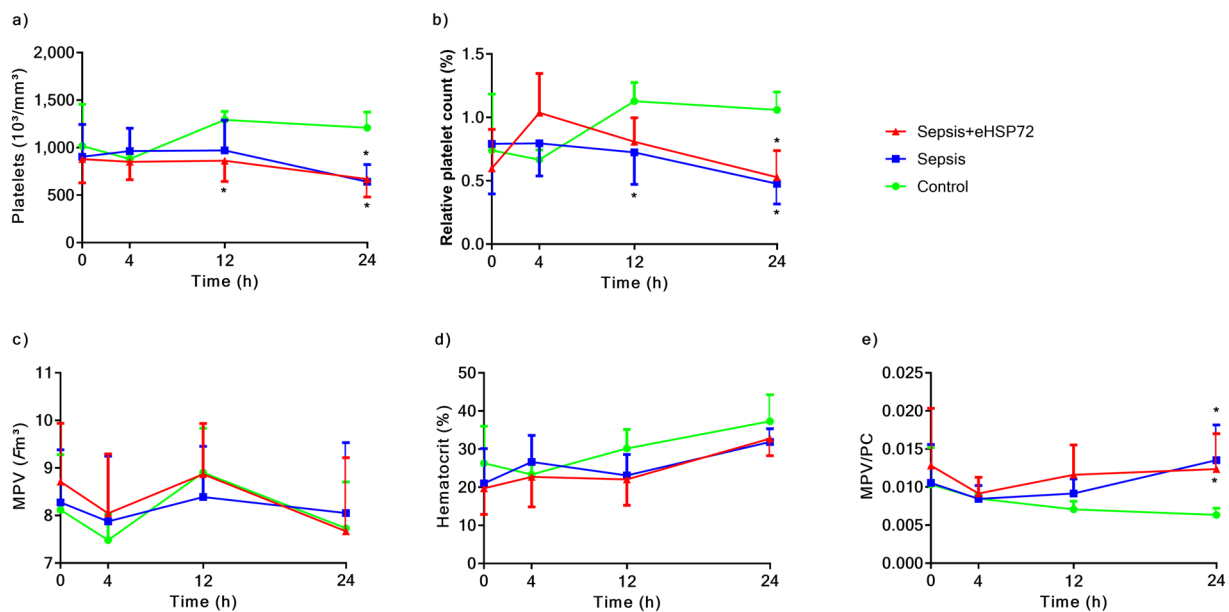 a)
Platelets (10³/mm³)
2,000
1,500
1,000
500
0
*
*
*
0 4 12 24
Time (h)
b)
Relative platelet count (%)
1.5
1.0
0.5
0.0
*
*
*
0 4 12 24
Time (h)
Sepsis+eHSP72
Sepsis
Control
c)
MPV (Fm³)
11
10
9
8
7
0 4 12 24
Time (h)
d)
Hematocrit (%)
50
40
30
20
10
0
0 4 12 24
Time (h)
e)
MPV/PC
0.025
0.020
0.015
0.010
0.005
0.000
*
*
0 4 12 24
Time (h)